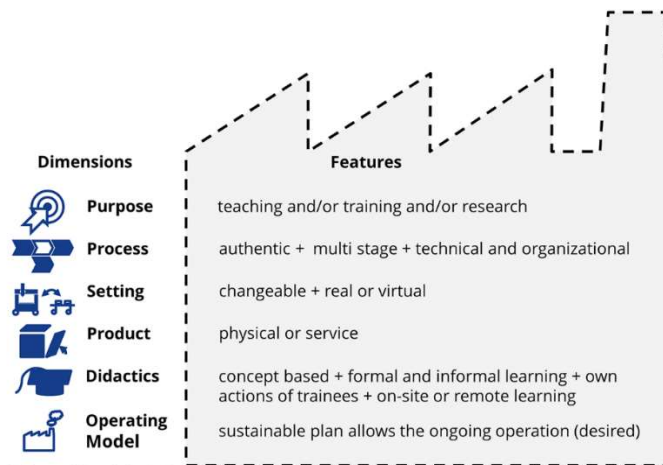 Dimensions Features
Purpose teaching and/or training and/or research
Process authentic + multi stage + technical and organizational
Setting changeable + real or virtual
Product physical or service
Didactics concept based + formal and informal learning + own
actions of trainees + on-site or remote learning
Operating
Model sustainable plan allows the ongoing operation (desired)